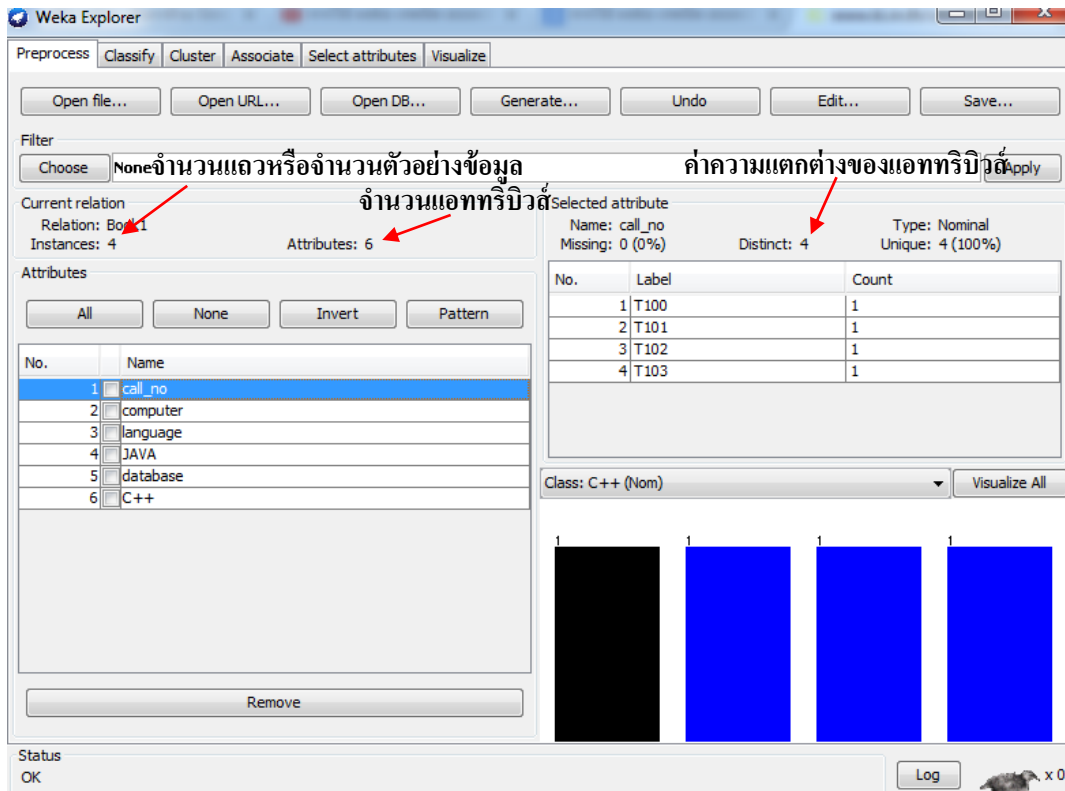 Weka Explorer
Preprocess Classify Cluster Associate Select attributes Visualize
Open file... Open URL... Open DB... Generate... Undo Edit... Save...
Filter
Choose None Apply
จำนวนแถวหรือจำนวนตัวอย่างข้อมูล ค่าความแตกต่างของแอททริบิวส์
จำนวนแอททริบิวส์
Current relation
Relation:
Instances: 4 Attributes: 6
Selected attribute
Name: call_no Type: Nominal
Missing: 0 (0%) Distinct: 4 Unique: 4 (100%)
Attributes
All None Invert Pattern
No. Name
1 call_no
2 computer
3 language
4 JAVA
5 database
6 C++
Remove
No. Label Count
1 T100 1
2 T101 1
3 T102 1
4 T103 1
Class: C++ (Nom) Visualize All
1 1 1 1
Status
OK
Log x 0